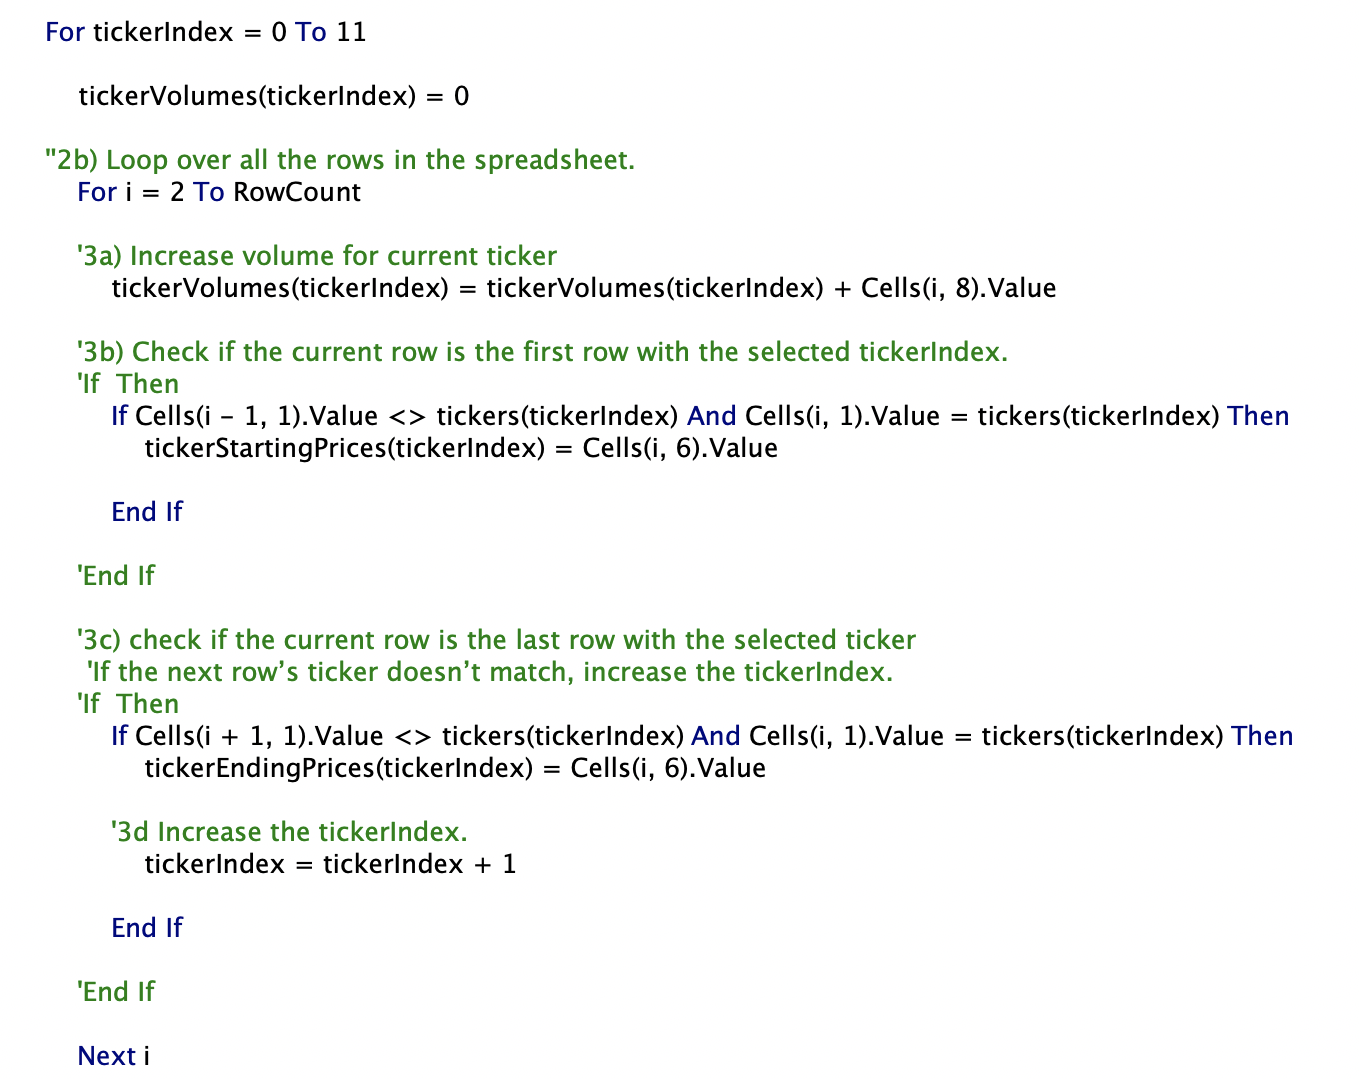 For tickerIndex = 0 To 11
tickerVolumes(tickerIndex) = 0
''2b) Loop over all the rows in the spreadsheet.
For i = 2 To RowCount
'3a) Increase volume for current ticker
tickerVolumes(tickerIndex) = tickerVolumes(tickerIndex) + Cells(i, 8).Value
'3b) Check if the current row is the first row with the selected tickerIndex.
'If  Then
If Cells(i - 1, 1).Value <> tickers(tickerIndex) And Cells(i, 1).Value = tickers(tickerIndex) Then
tickerStartingPrices(tickerIndex) = Cells(i, 6).Value
End If
'End If
'3c) check if the current row is the last row with the selected ticker
'If the next row’s ticker doesn’t match, increase the tickerIndex.
'If  Then
If Cells(i + 1, 1).Value <> tickers(tickerIndex) And Cells(i, 1).Value = tickers(tickerIndex) Then
tickerEndingPrices(tickerIndex) = Cells(i, 6).Value
'3d Increase the tickerIndex.
tickerIndex = tickerIndex + 1
End If
'End If
Next i